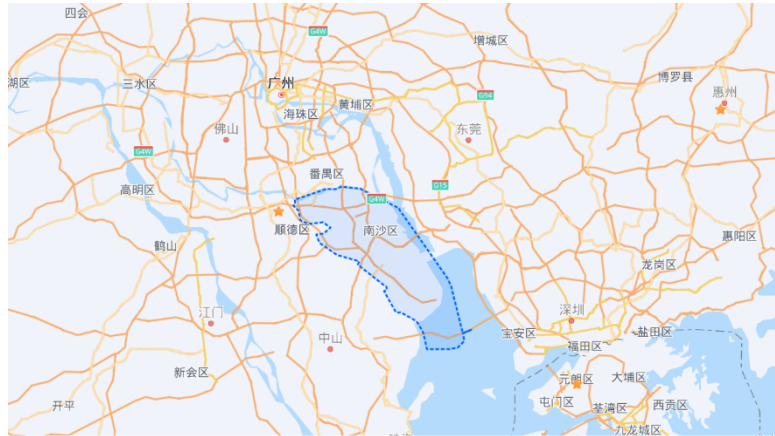 四会
G4W
增城区
湖区
三水区
广州
博罗县
惠州
G94
黄埔区
海珠区
佛山
东莞
G4W
番禺区
高明区
G15
G4W
顺德区
南沙区
惠阳区
鹤山
龙岗区
江门
深圳
中山
宝安区
盐田区
福田区
新会区
元朗区
大埔区
屯门区
荃湾区
西贡区
开平
九龙城区